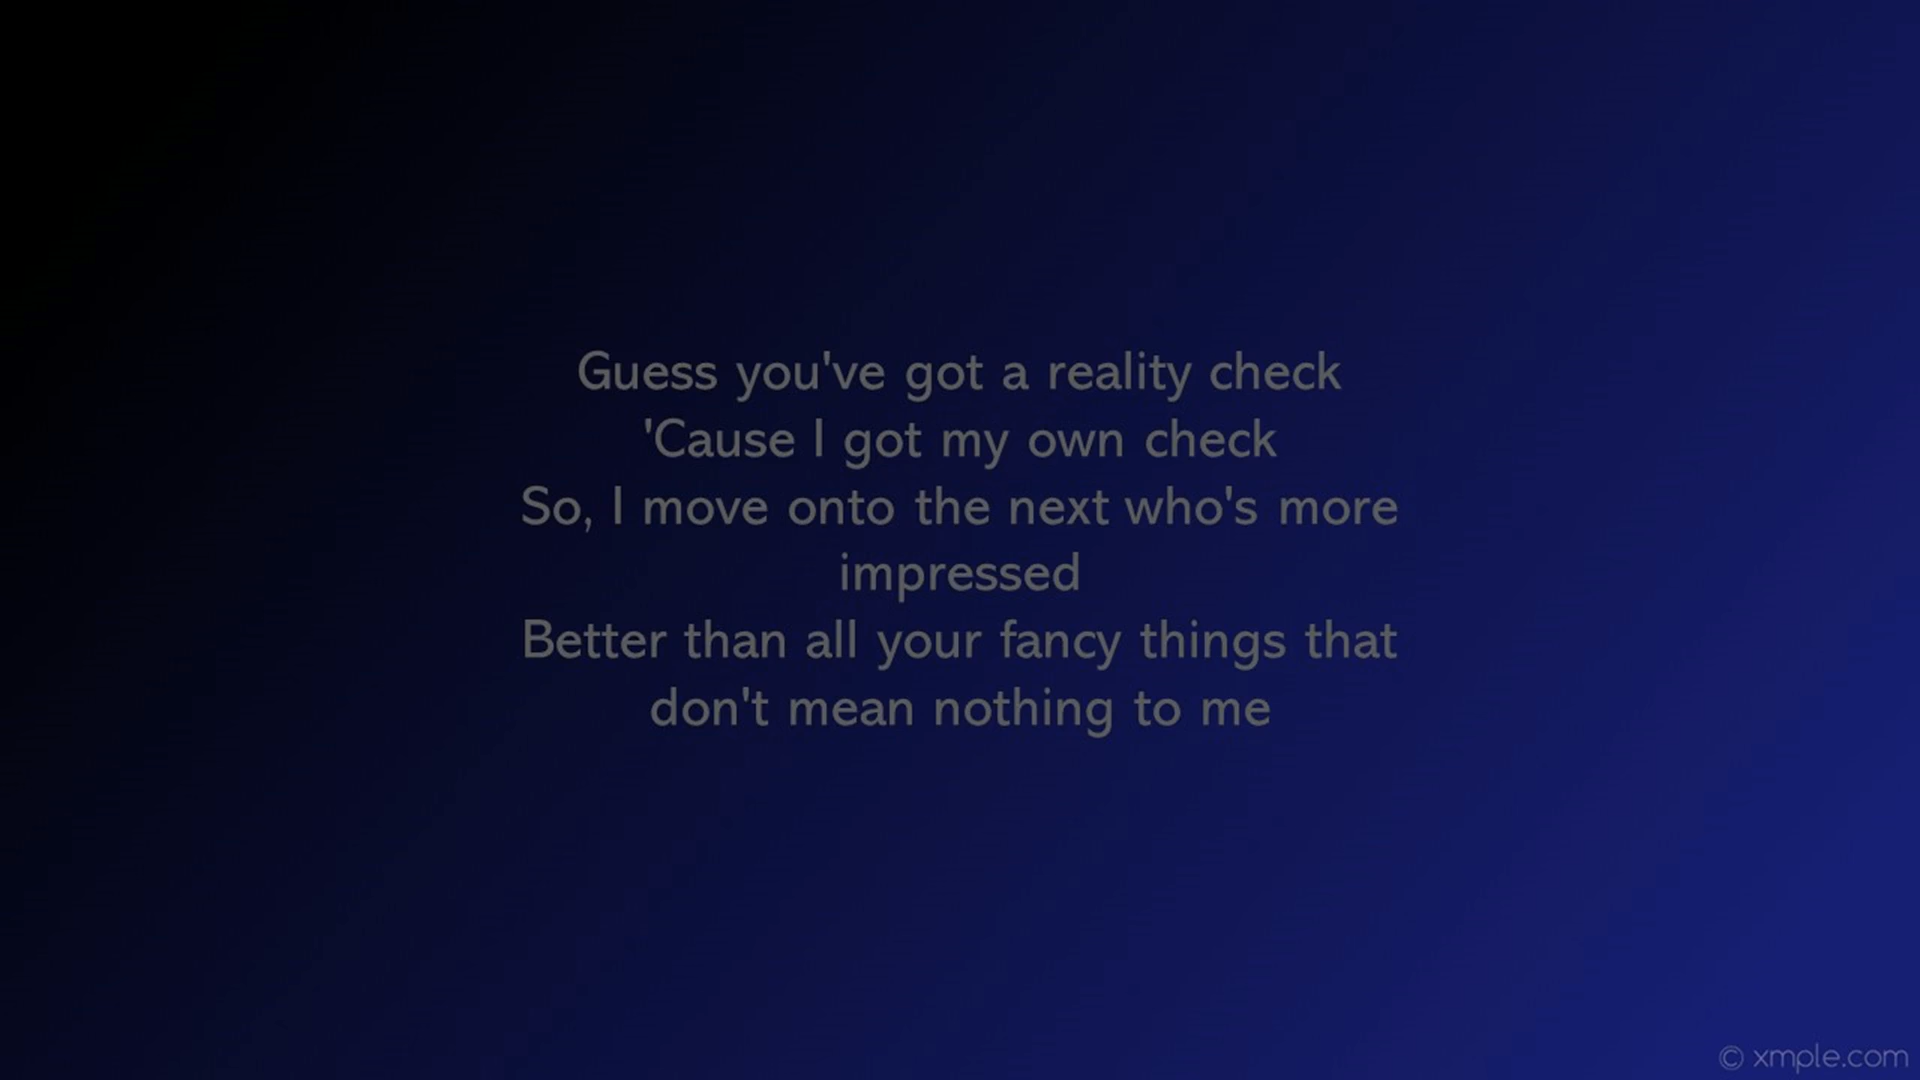 Guess you've got a reality check
'Cause I got my own check
So, I move onto the next who's more
impressed
Better than all your fancy things that
don't mean nothing to me
© xmple.com